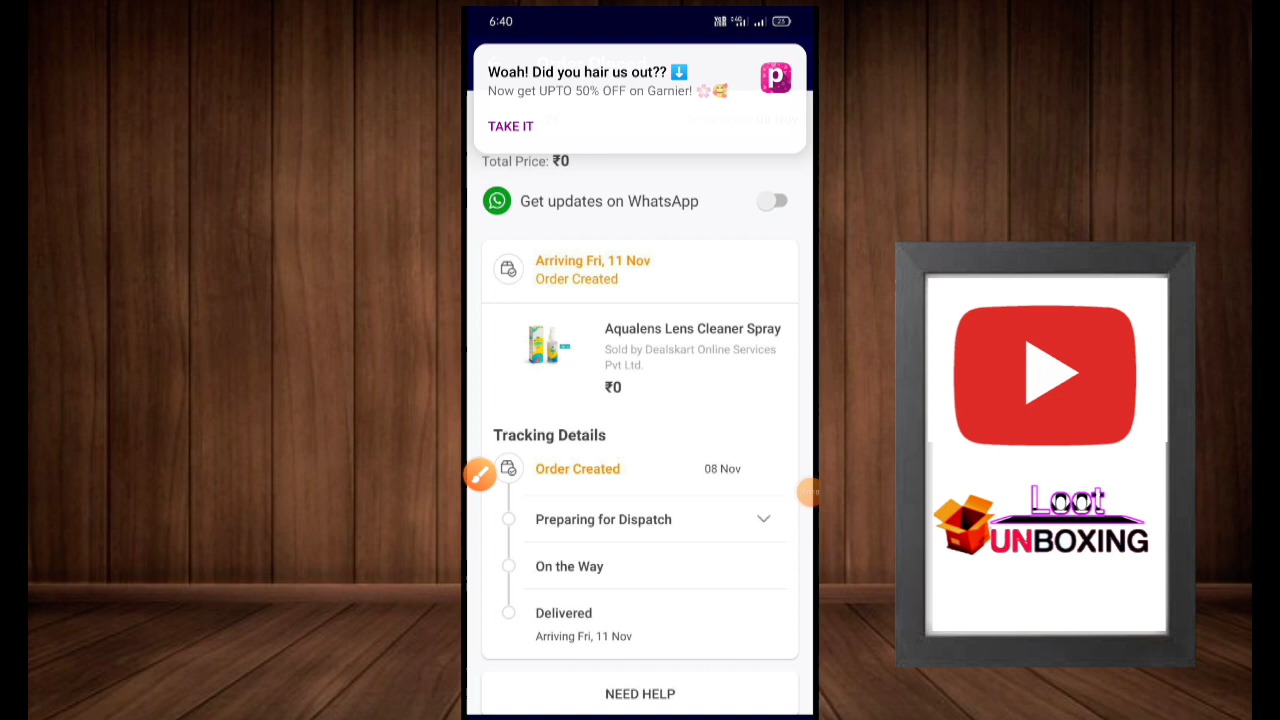 6:40
23
Woah! Did you hair us out?? ⬇️
Now get UPTO 50% OFF on Garnier! 🌸🥰
p
TAKE IT
Total Price: ₹0
Get updates on WhatsApp
Arriving Fri, 11 Nov
Order Created
Aqualens Lens Cleaner Spray
Sold by Dealskart Online Services
Pvt Ltd.
₹0
Tracking Details
Order Created 08 Nov
Preparing for Dispatch
On the Way
Delivered
Arriving Fri, 11 Nov
NEED HELP
Loot
UNBOXING